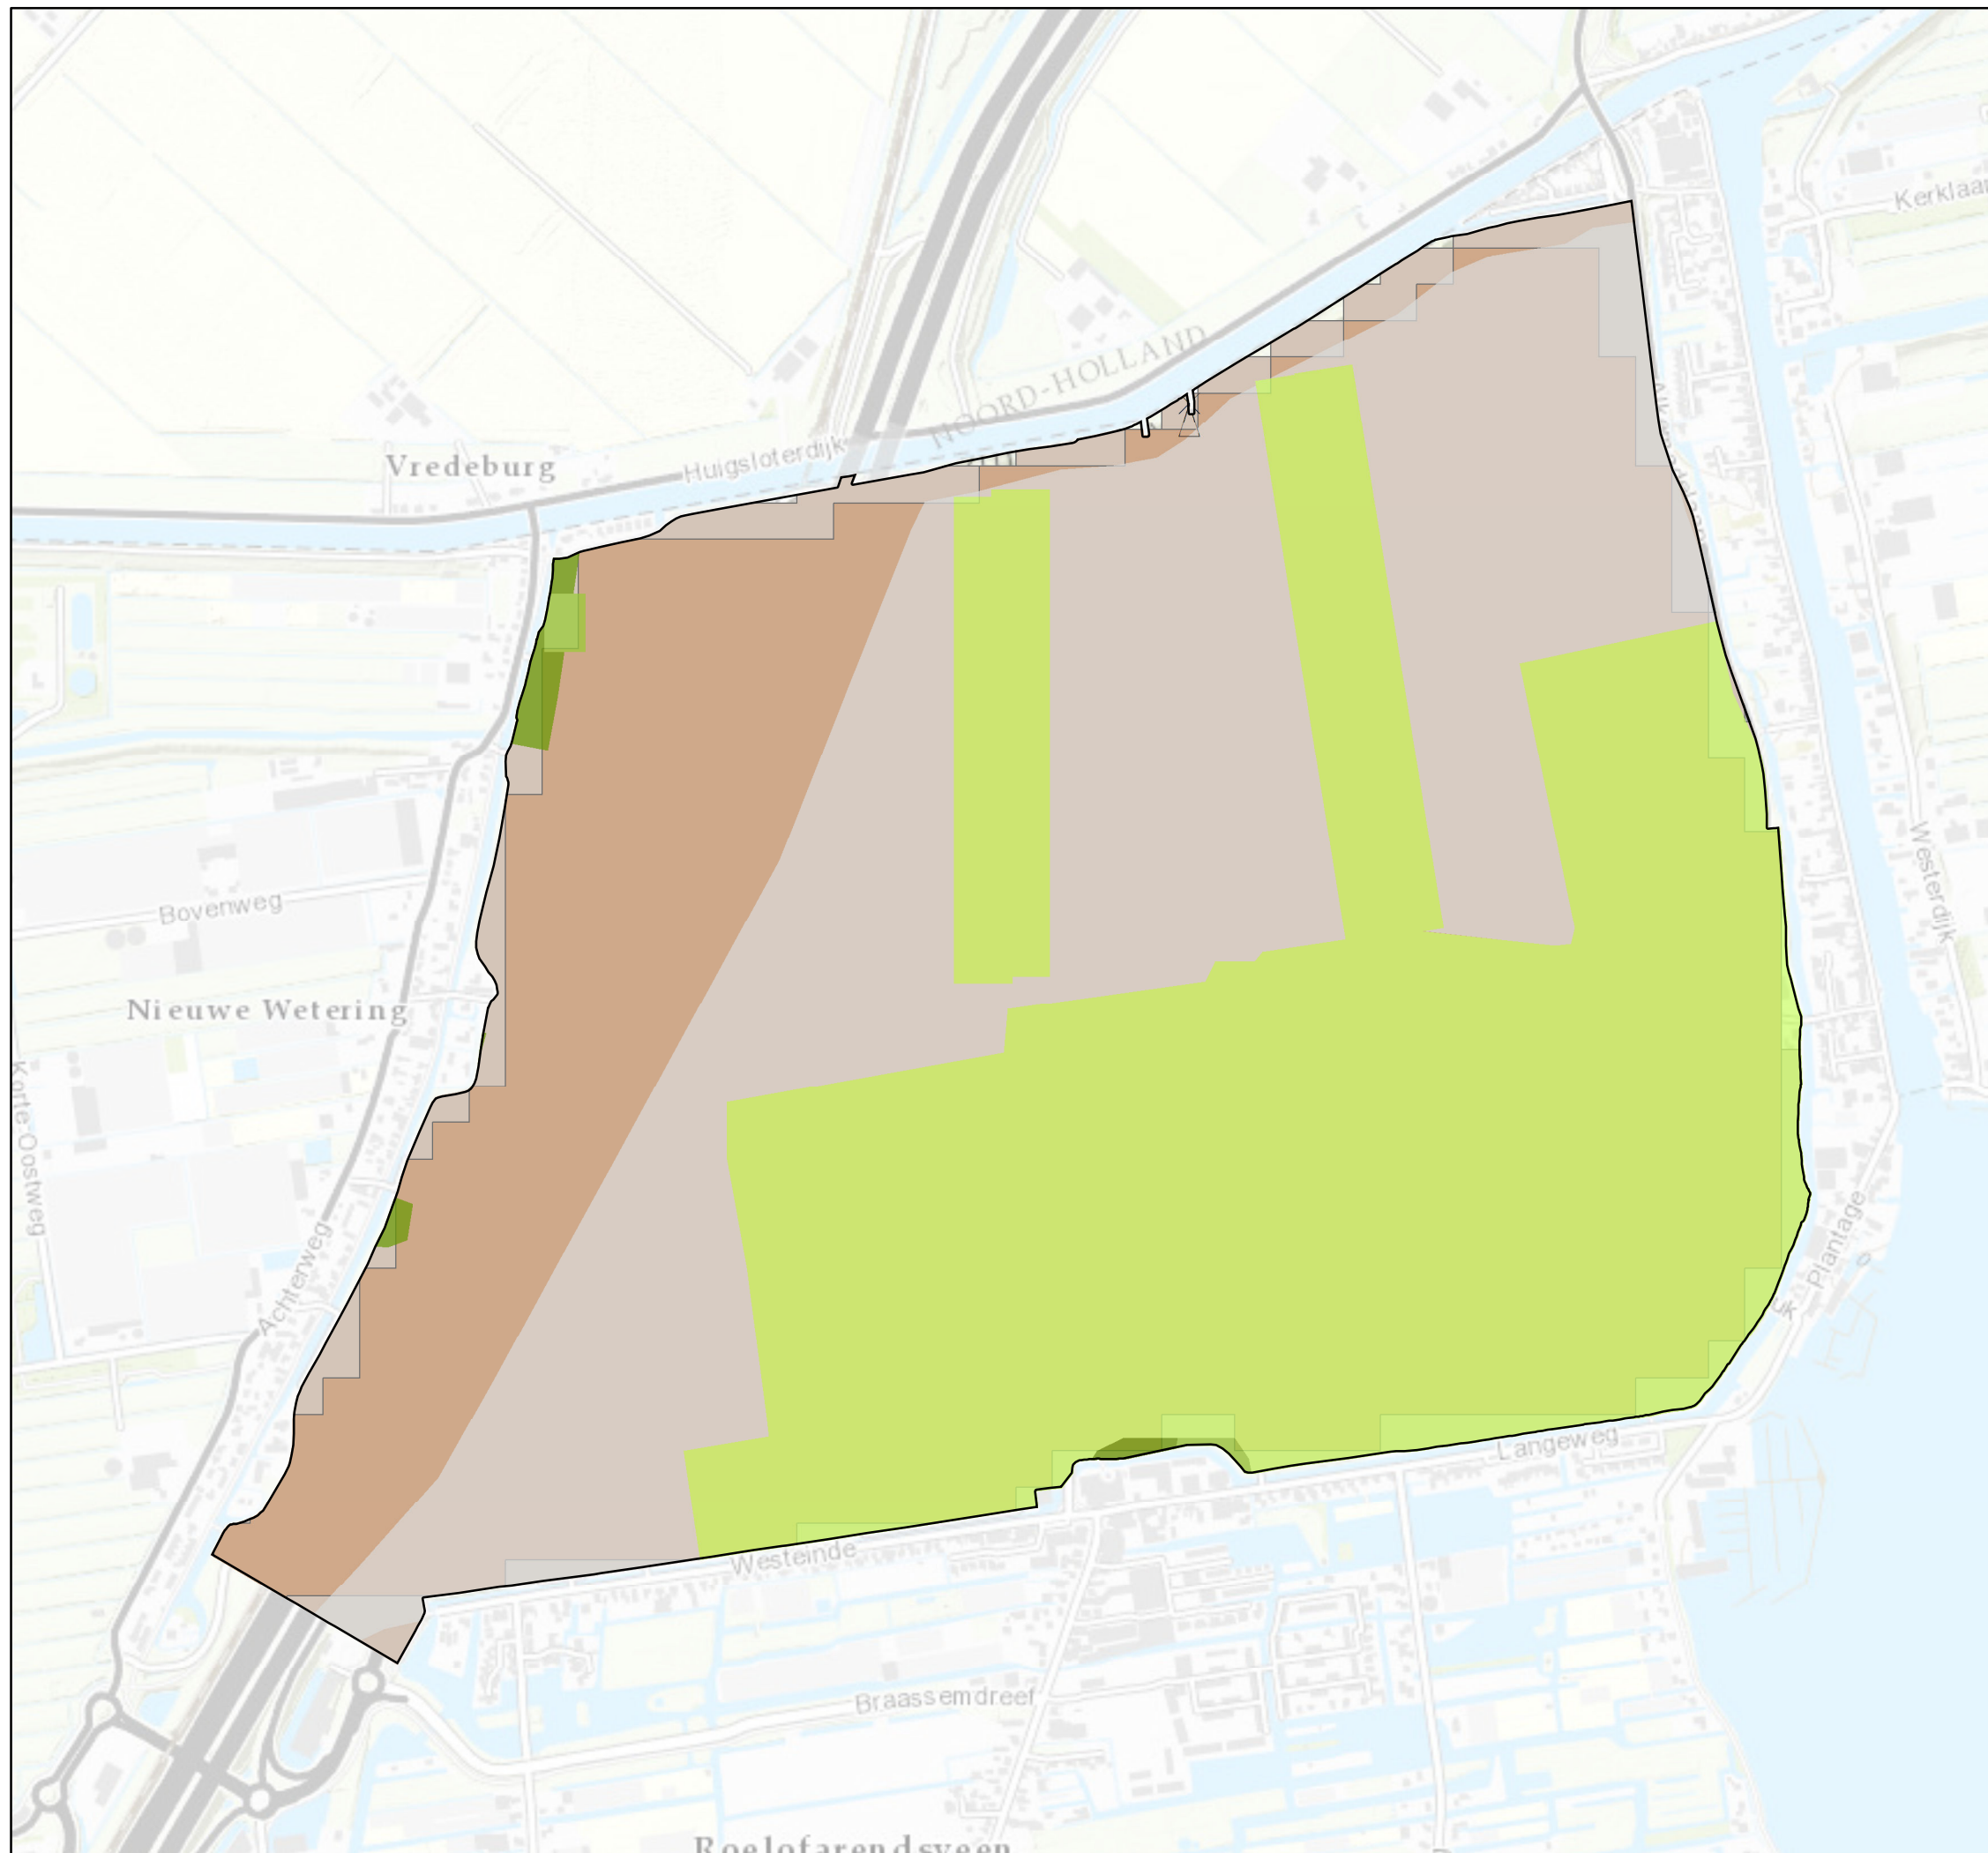 Kerklaan
NOORD-HOLLAND
Huigsloterdijk
Vredeburg
Westerdijk
Bovenweg
Nieuwe Wetering
Korte-Oostweg
Achterweg
Plantage
Langeweg
Westeinde
Braassemdreef
Roelofarendsveen